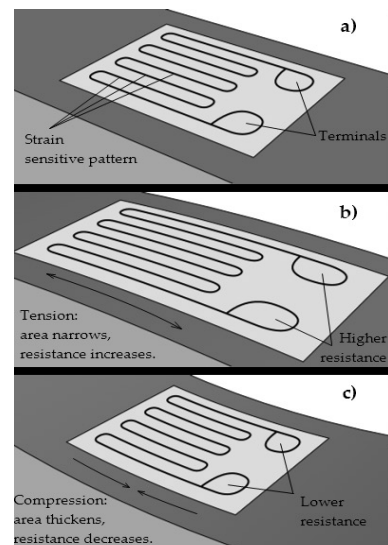 a)
Strain
sensitive pattern
Terminals
b)
Tension:
area narrows,
resistance increases.
Higher
resistance
c)
Compression:
area thickens,
resistance decreases.
Lower
resistance